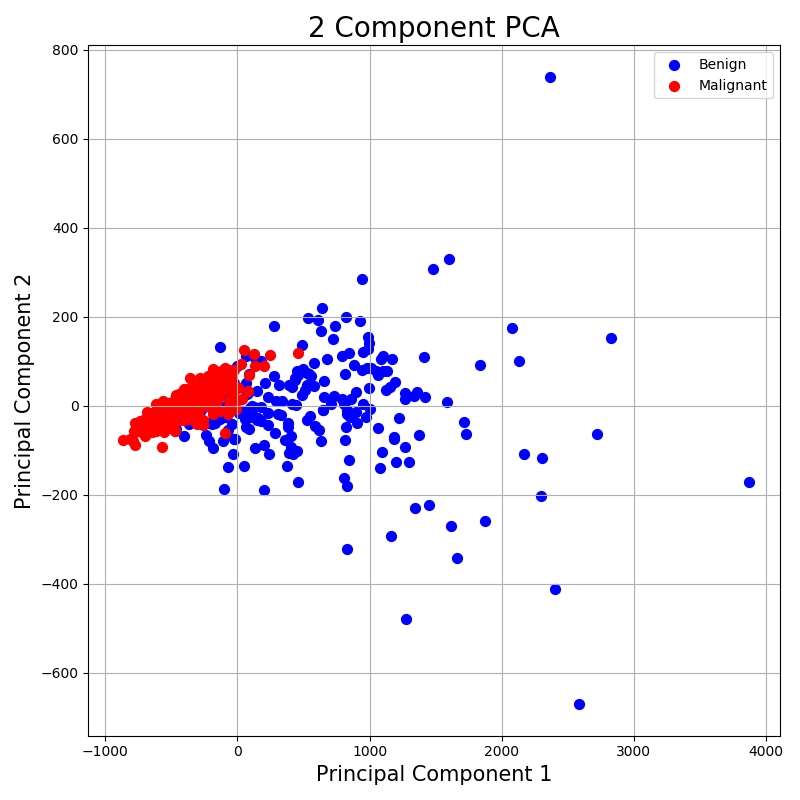 2 Component PCA
Benign
Malignant
800
600
400
200
0
−200
−400
−600
−1000
0
1000
2000
3000
4000
Principal Component 2
Principal Component 1